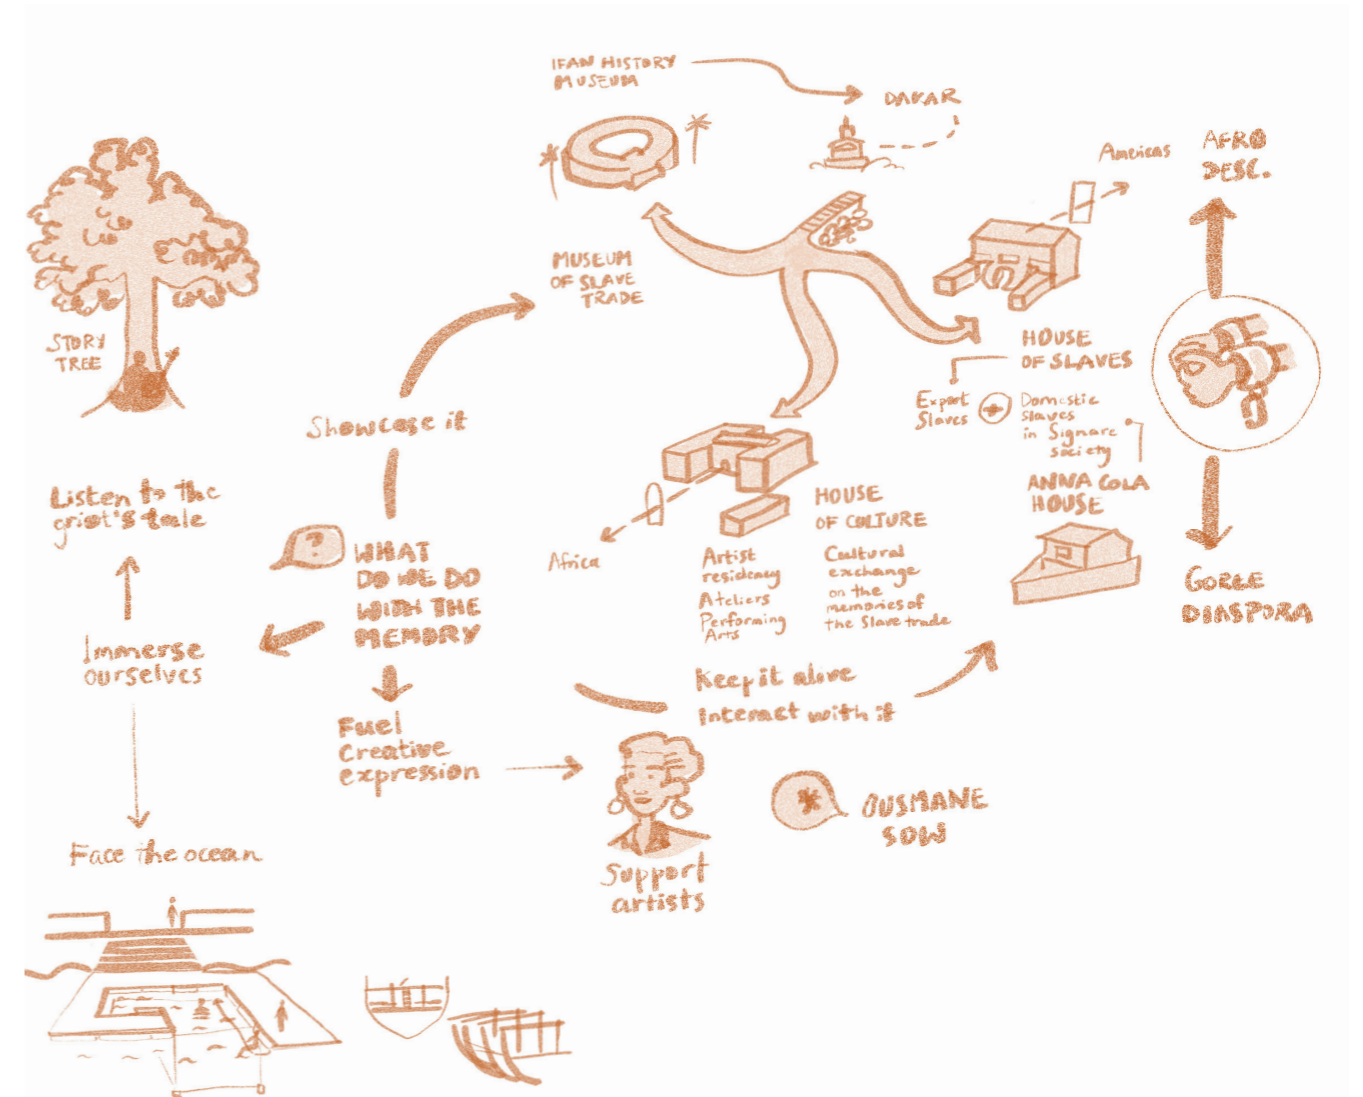 IFAN HISTORY
MUSEUM
DAKAR
Americas
AFRO
DESC.
MUSEUM
OF SLAVE
TRADE
STORY
TREE
HOUSE
OF SLAVES
Export
Slaves
+
Domestic
slaves
in Signare
society
Showcase it
ANNA COLA
HOUSE
Listen to the
griot's tale
HOUSE
OF CULTURE
?
WHAT
DO WE DO
WITH THE
MEMORY
Africa
Artist
residency
Ateliers
Performing
Arts
Cultural
exchange
on the
memories of
the Slave trade
GOREE
DIASPORA
Immerse
ourselves
Keep it alive
Interact with it
Fuel
Creative
expression
OUSMANE
SOW
Face the ocean
Support
artists